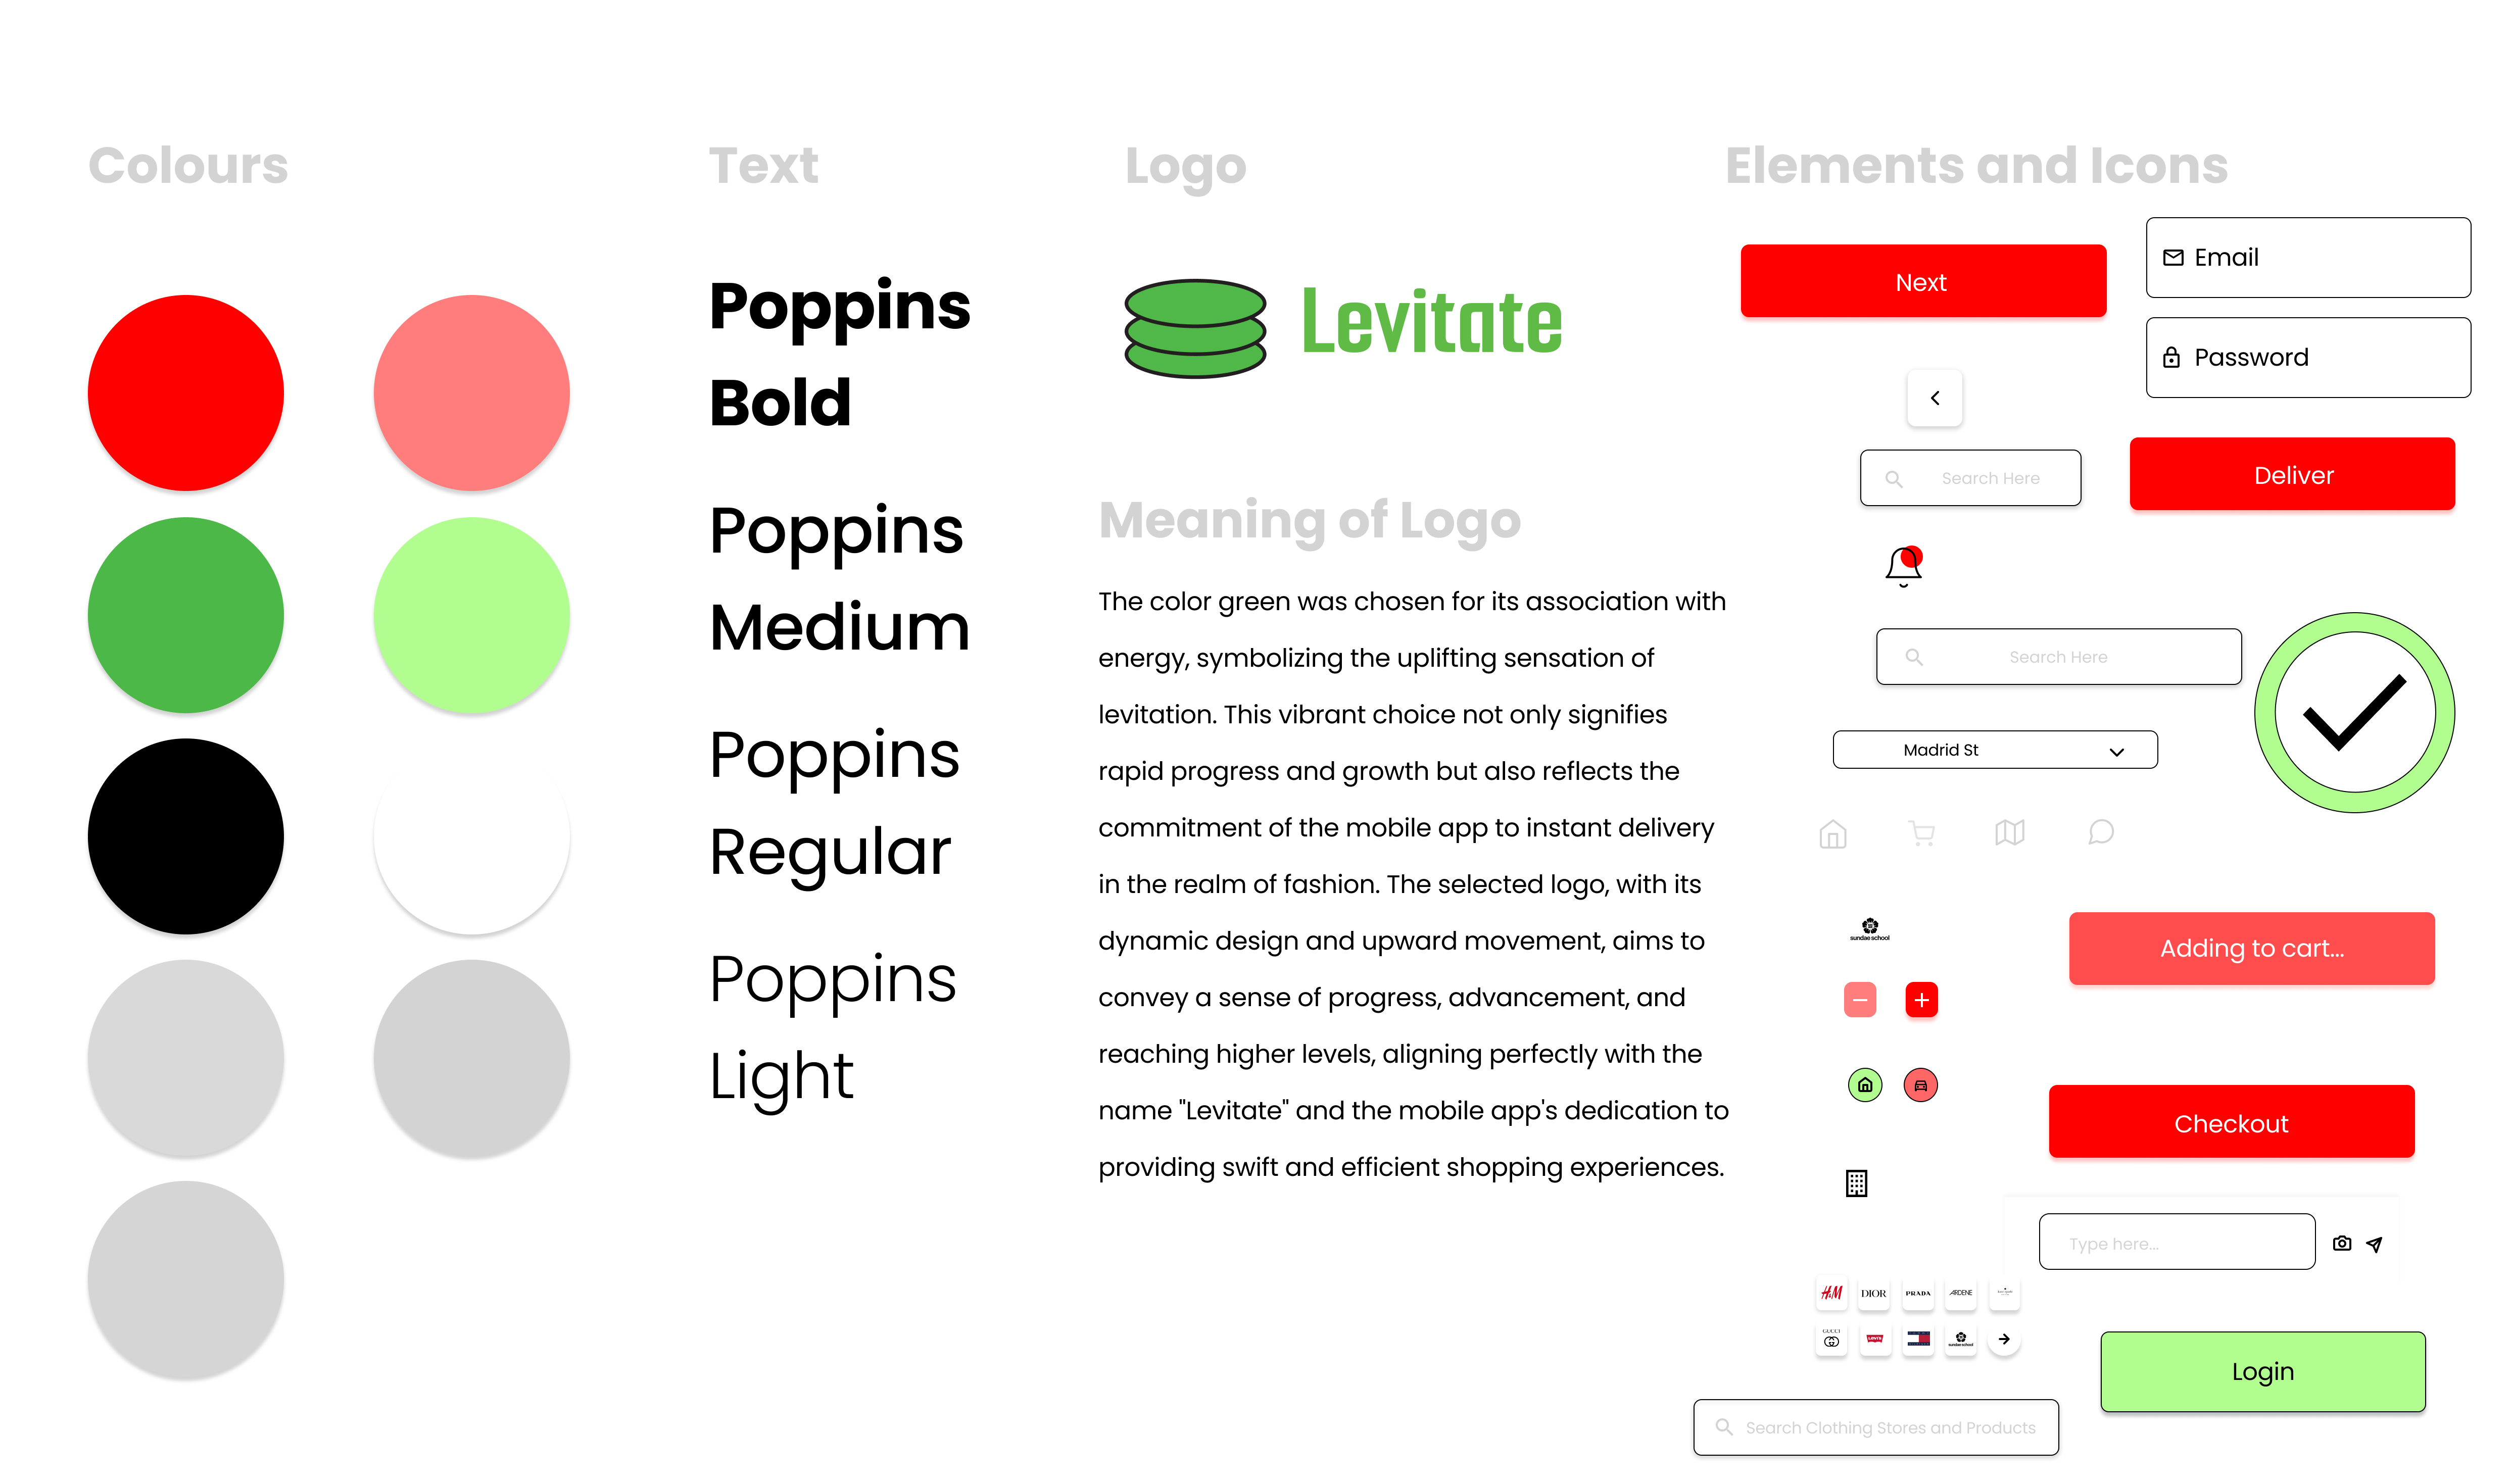 Colours
Text
Logo
Elements and Icons
Poppins
Bold
Poppins
Medium
Poppins
Regular
Poppins
Light
Levitate
Meaning of Logo
The color green was chosen for its association with
energy, symbolizing the uplifting sensation of
levitation. This vibrant choice not only signifies
rapid progress and growth but also reflects the
commitment of the mobile app to instant delivery
in the realm of fashion. The selected logo, with its
dynamic design and upward movement, aims to
convey a sense of progress, advancement, and
reaching higher levels, aligning perfectly with the
name "Levitate" and the mobile app's dedication to
providing swift and efficient shopping experiences.
Next
Email
Password
Search Here
Deliver
Search Here
Madrid St
sundae school
Adding to cart...
Checkout
Type here...
H&M
DIOR
PRADA
ARDENE
GUCCI
Levi's
sundae school
Login
Search Clothing Stores and Products